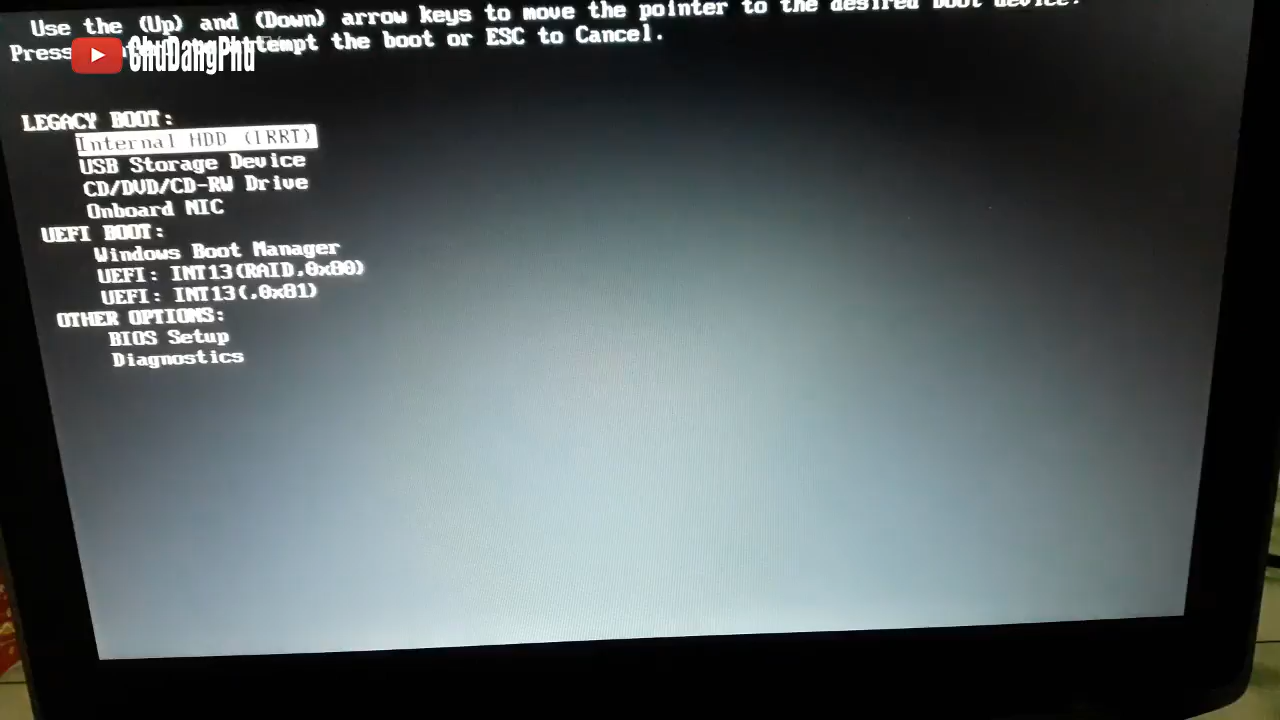 Use the (Up) and (Down) arrow keys to move the pointer to the desired boot device.
Press attempt the boot or ESC to Cancel.
ChuDangPhu
LEGACY BOOT:
Internal HDD (IRRT)
USB Storage Device
CD/DVD/CD-RW Drive
Onboard NIC
UEFI BOOT:
Windows Boot Manager
UEFI: INT13(RAID,0x80)
UEFI: INT13(,0x81)
OTHER OPTIONS:
BIOS Setup
Diagnostics